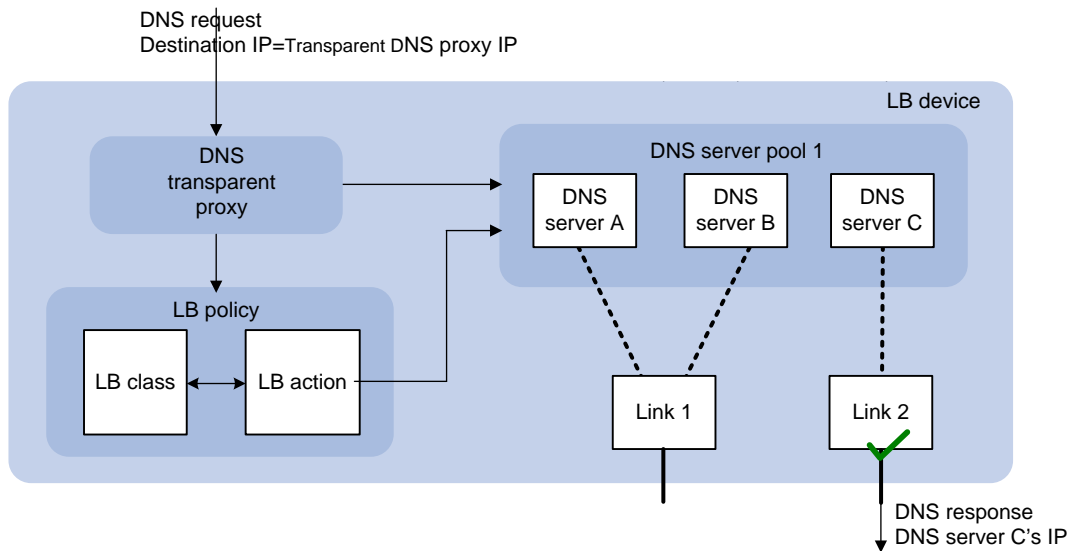 DNS request
Destination IP=Transparent DNS proxy IP
LB device
DNS
transparent
proxy
DNS server pool 1
DNS
server A
DNS
server B
DNS
server C
LB policy
LB class
LB action
Link 1
Link 2
DNS response
DNS server C's IP